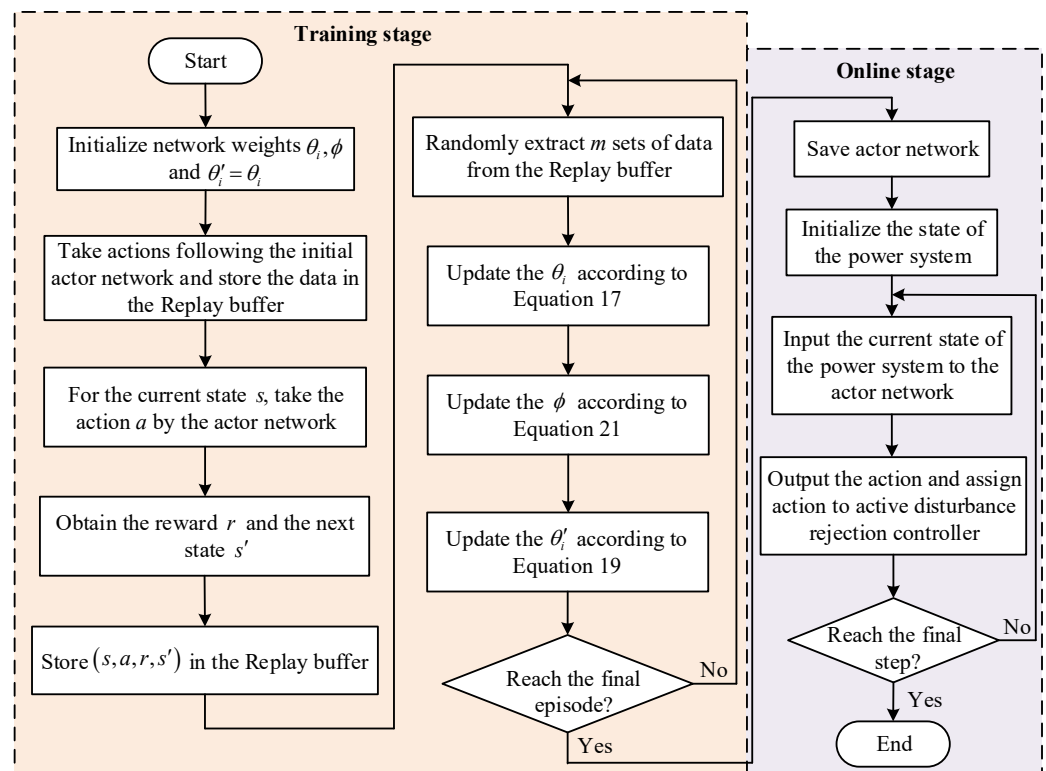 Training stage
Start
Initialize network weights θᵢ, ϕ
and θᵢ′ = θᵢ
Take actions following the initial
actor network and store the data in
the Replay buffer
For the current state s, take the
action a by the actor network
Obtain the reward r and the next
state s′
Store (s, a, r, s′) in the Replay buffer
Randomly extract m sets of data
from the Replay buffer
Update the θᵢ according to
Equation 17
Update the ϕ according to
Equation 21
Update the θᵢ′ according to
Equation 19
Reach the final
episode?
No
Yes
Online stage
Save actor network
Initialize the state of
the power system
Input the current state of
the power system to the
actor network
Output the action and assign
action to active disturbance
rejection controller
Reach the final
step?
No
Yes
End